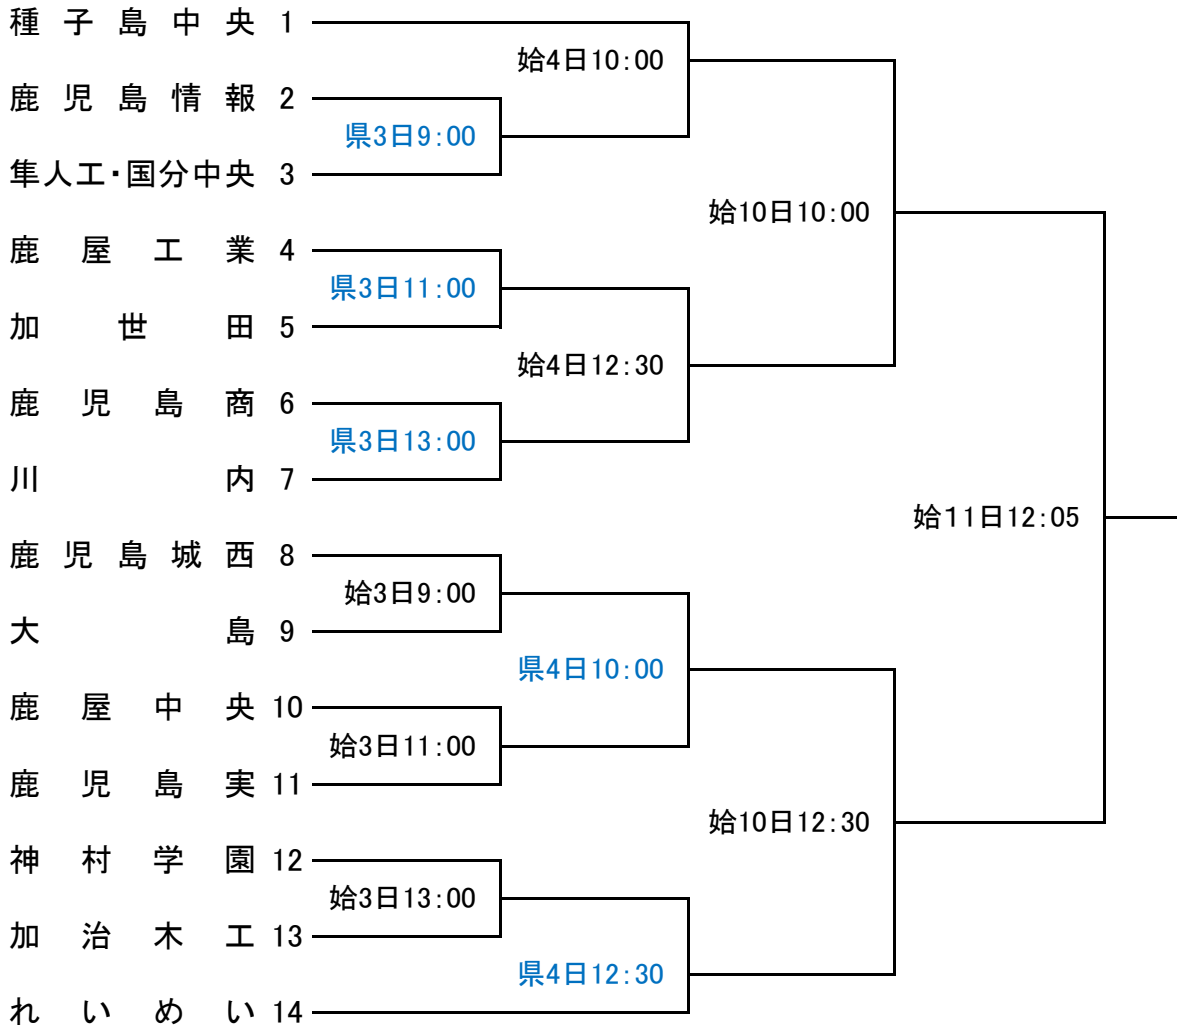 種子島中央 1
始4日10:00
鹿児島情報 2
県3日9:00
隼人工・国分中央 3
始10日10:00
鹿屋工業 4
県3日11:00
加世田 5
始4日12:30
鹿児島商 6
県3日13:00
川内 7
始11日12:05
鹿児島城西 8
始3日9:00
大島 9
県4日10:00
鹿屋中央 10
始3日11:00
鹿児島実 11
始10日12:30
神村学園 12
始3日13:00
加治木工 13
県4日12:30
れいめい 14